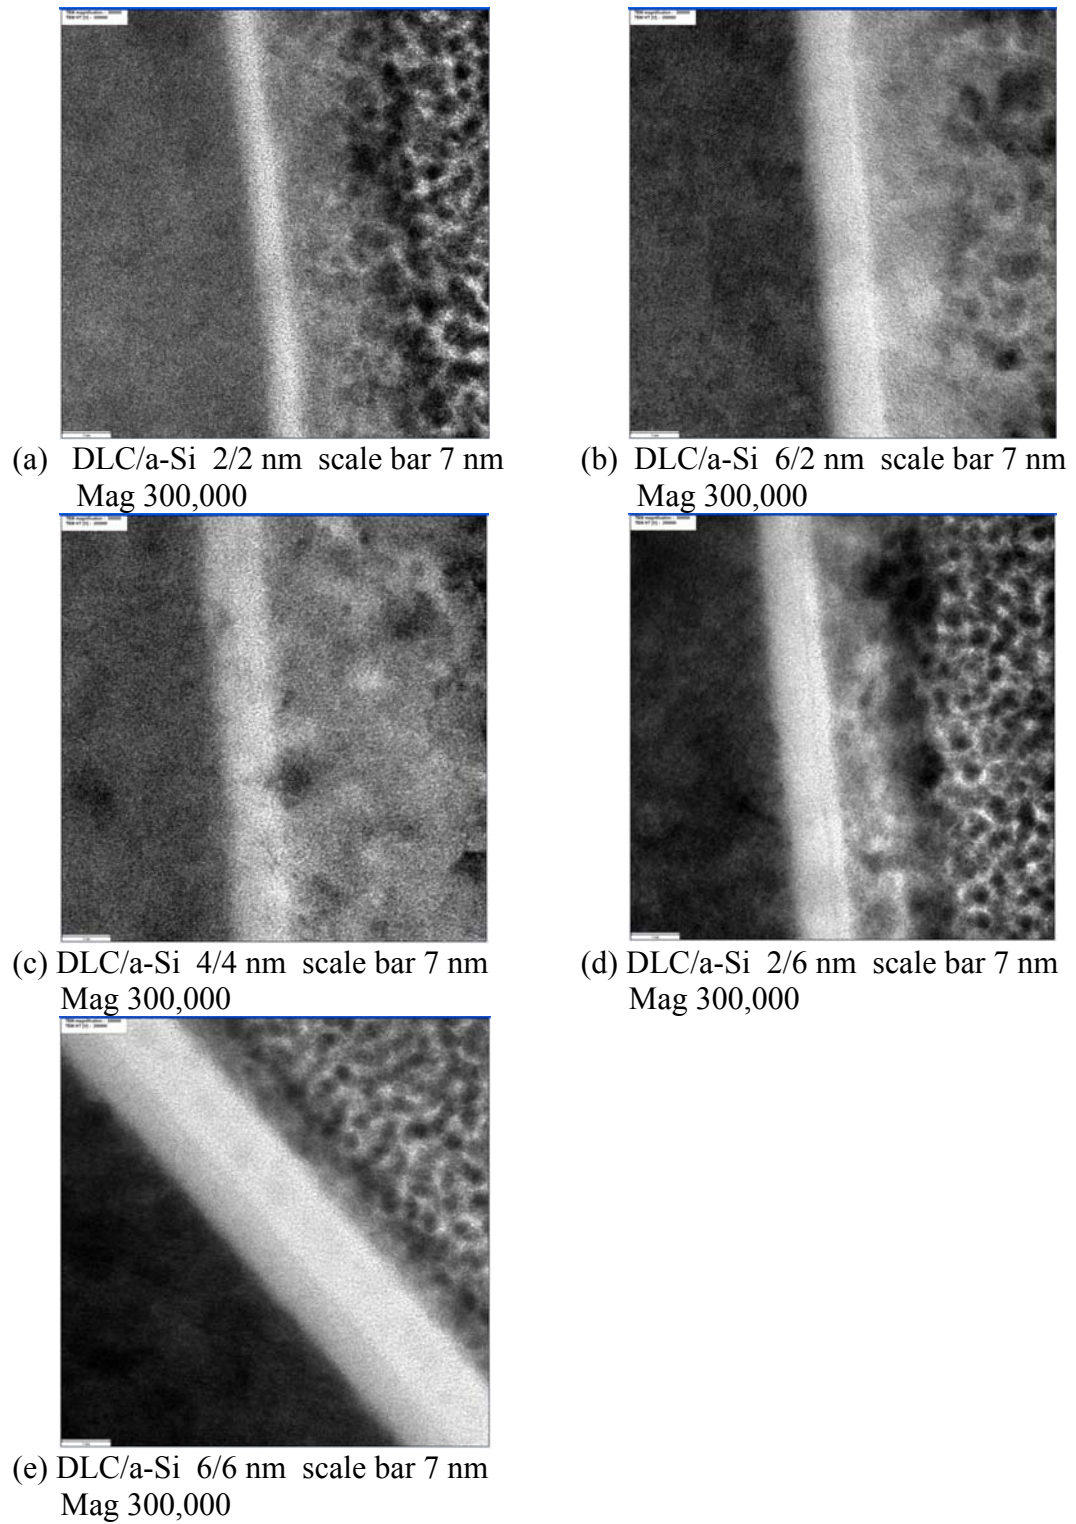 (a) DLC/a-Si 2/2 nm scale bar 7 nm
Mag 300,000
(b) DLC/a-Si 6/2 nm scale bar 7 nm
Mag 300,000
(c) DLC/a-Si 4/4 nm scale bar 7 nm
Mag 300,000
(d) DLC/a-Si 2/6 nm scale bar 7 nm
Mag 300,000
(e) DLC/a-Si 6/6 nm scale bar 7 nm
Mag 300,000